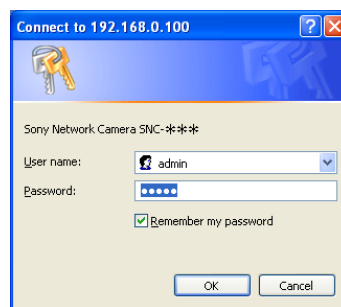 Connect to 192.168.0.100
Sony Network Camera SNC-***
User name:
admin
Password:
●●●●●
Remember my password
OK
Cancel